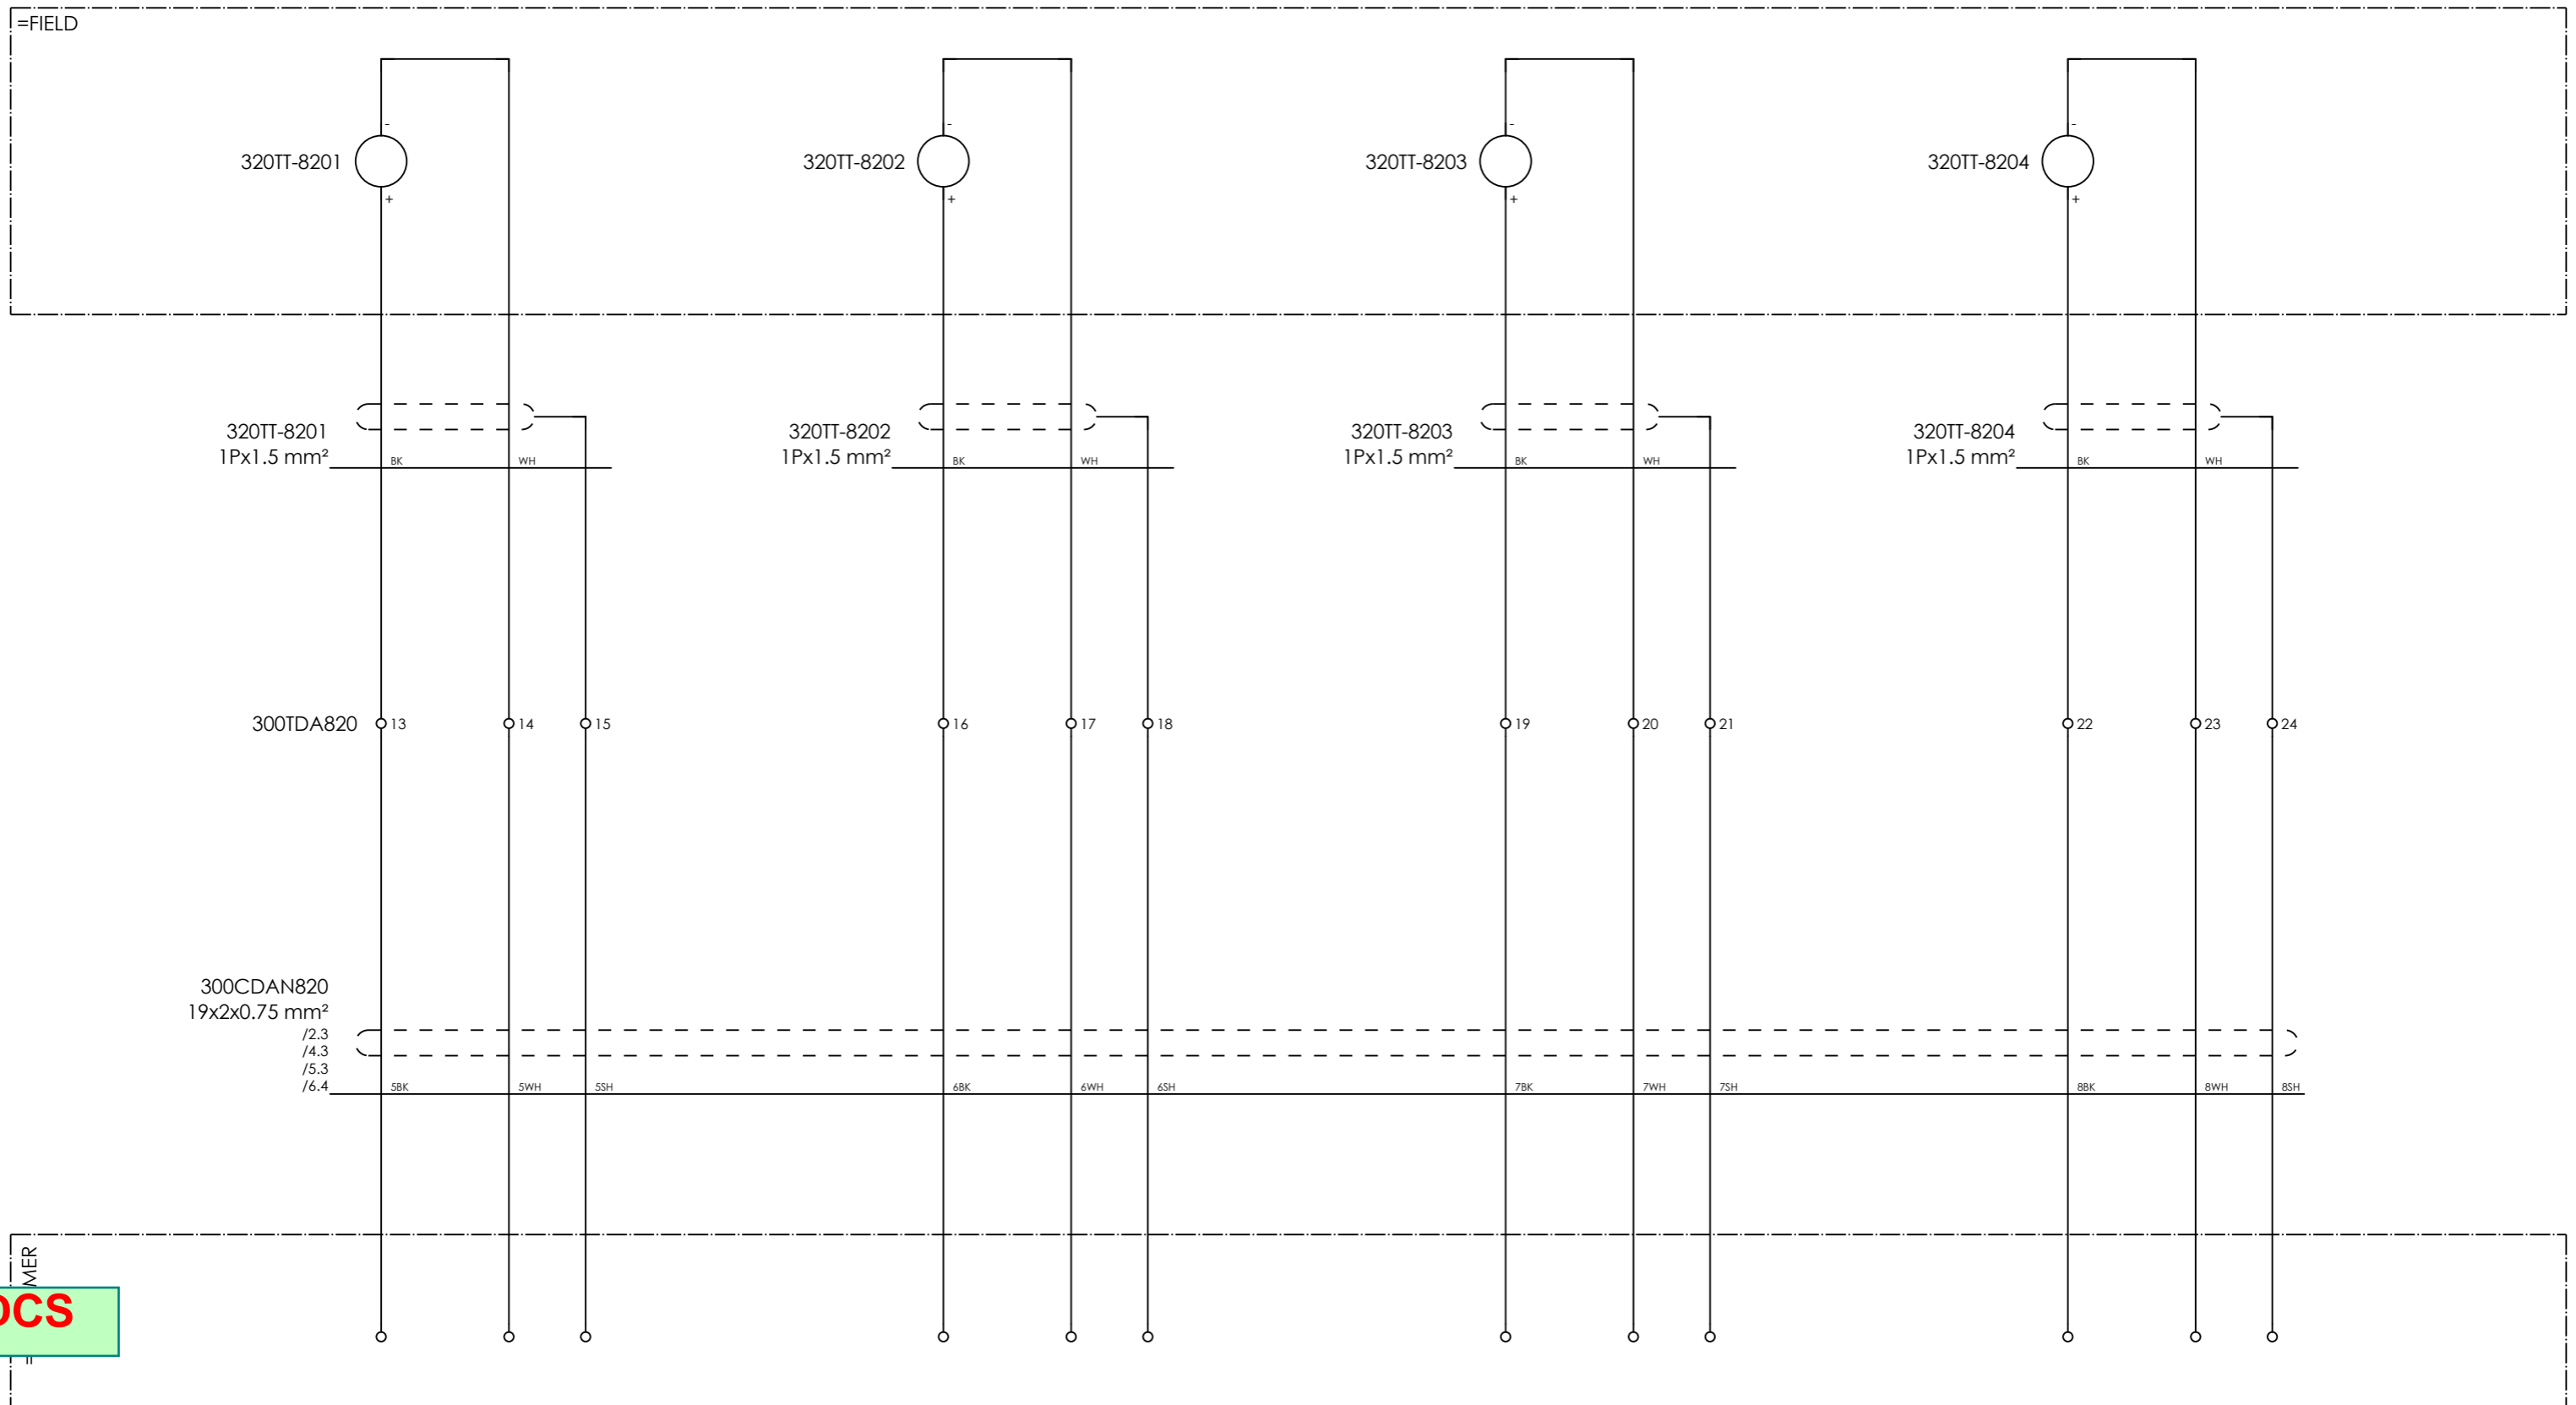 =FIELD
- - - -
320TT-8201 320TT-8202 320TT-8203 320TT-8204
+ + + +
320TT-8201 320TT-8202 320TT-8203 320TT-8204
1Px1.5 mm² 1Px1.5 mm² 1Px1.5 mm² 1Px1.5 mm²
BK WH BK WH BK WH BK WH
300TDA820 13 14 15 16 17 18 19 20 21 22 23 24
300CDAN820
19x2x0.75 mm²
/2.3
/4.3
/5.3
/6.4 5BK 5WH 5SH 6BK 6WH 6SH 7BK 7WH 7SH 8BK 8WH 8SH
MER
DCS